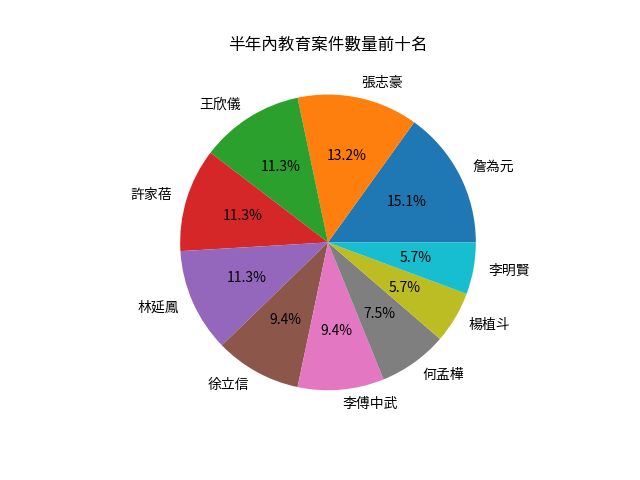 半年內教育案件數量前十名
張志豪
王欣儀
詹為元
13.2%
11.3%
15.1%
許家蓓
11.3%
5.7%
李明賢
11.3%
5.7%
林延鳳
7.5%
楊植斗
9.4%
9.4%
何孟樺
徐立信
李傅中武